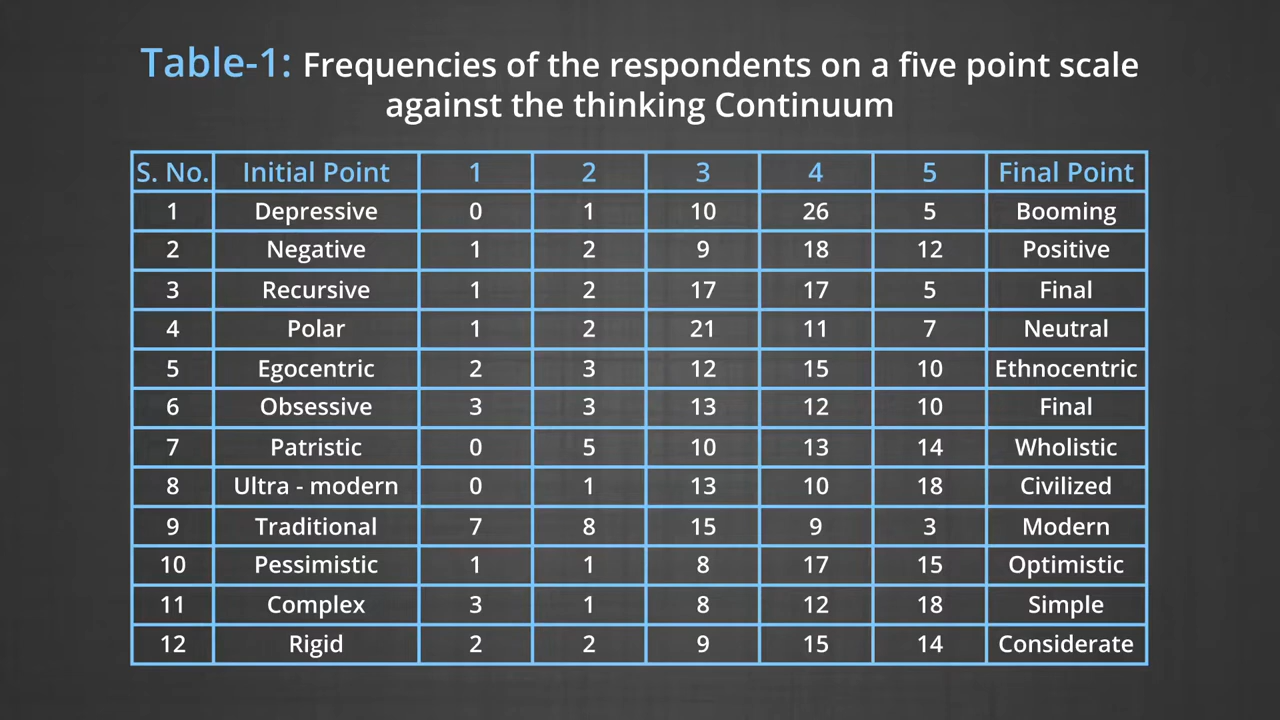 Table-1: Frequencies of the respondents on a five point scale
against the thinking Continuum
S. No. Initial Point 1 2 3 4 5 Final Point
1 Depressive 0 1 10 26 5 Booming
2 Negative 1 2 9 18 12 Positive
3 Recursive 1 2 17 17 5 Final
4 Polar 1 2 21 11 7 Neutral
5 Egocentric 2 3 12 15 10 Ethnocentric
6 Obsessive 3 3 13 12 10 Final
7 Patristic 0 5 10 13 14 Wholistic
8 Ultra - modern 0 1 13 10 18 Civilized
9 Traditional 7 8 15 9 3 Modern
10 Pessimistic 1 1 8 17 15 Optimistic
11 Complex 3 1 8 12 18 Simple
12 Rigid 2 2 9 15 14 Considerate